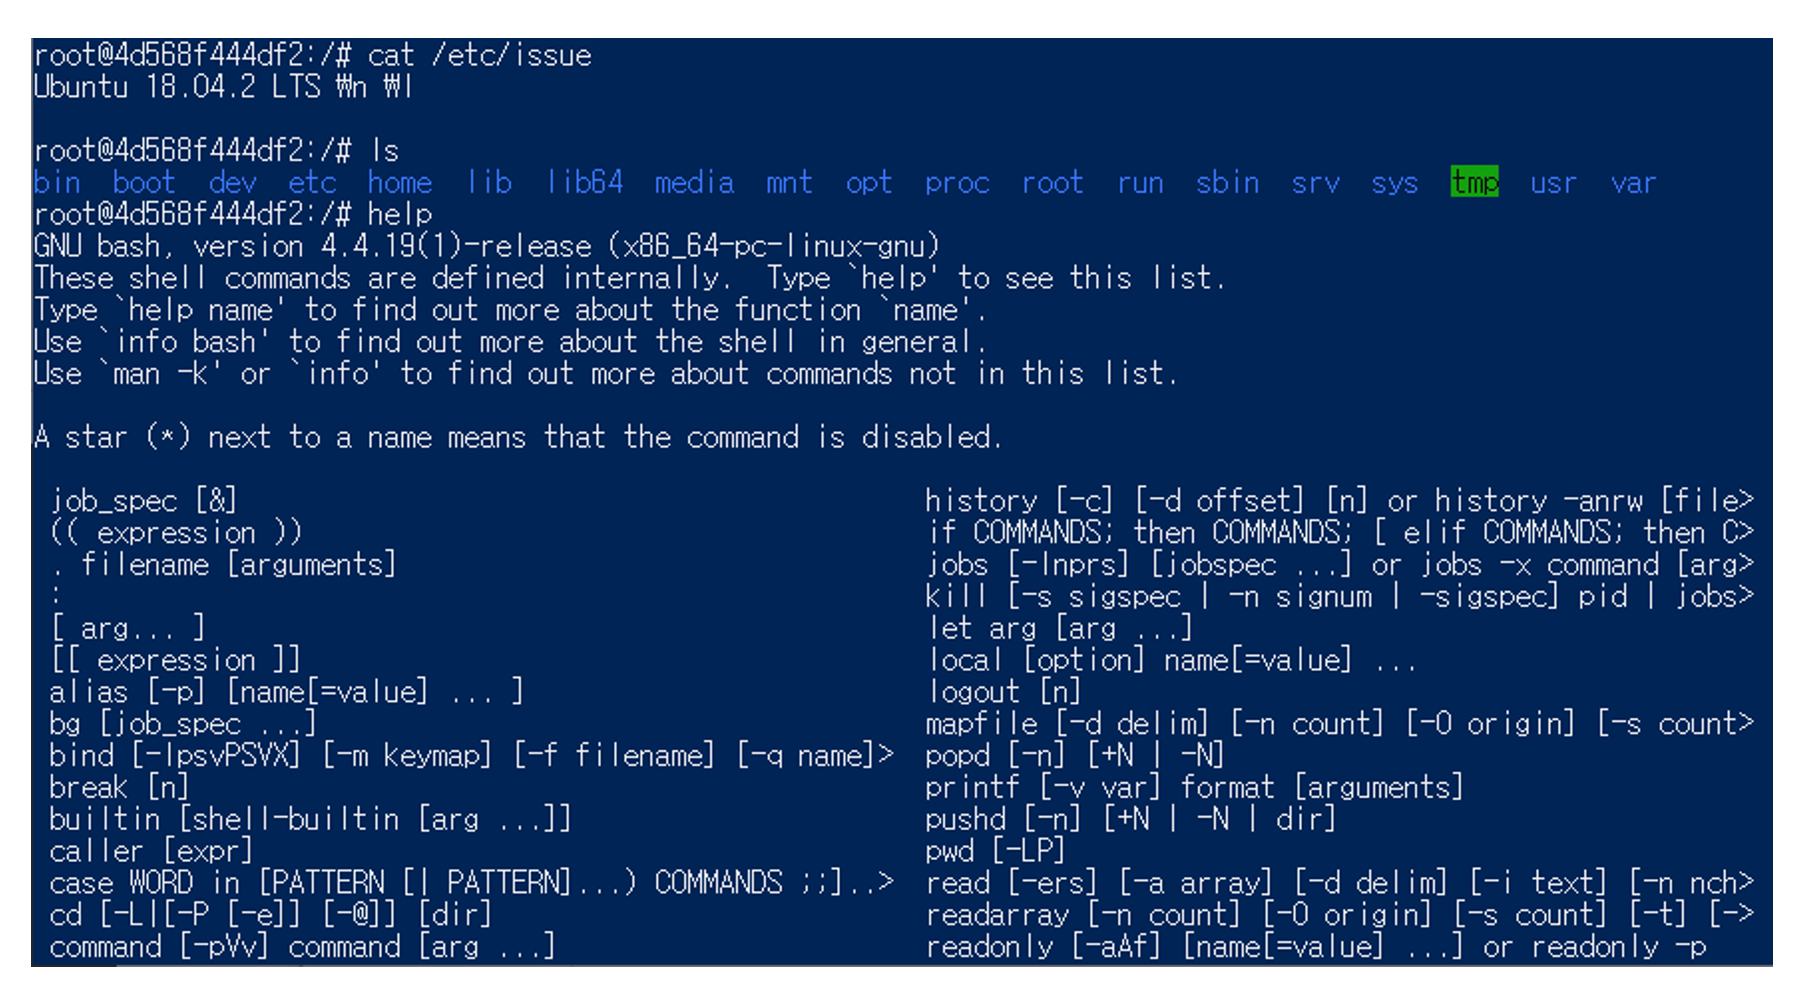 root@4d568f444df2:/# cat /etc/issue
Ubuntu 18.04.2 LTS ₩n ₩l
root@4d568f444df2:/# ls
bin  boot  dev  etc  home  lib  lib64  media  mnt  opt  proc  root  run  sbin  srv  sys  tmp  usr  var
root@4d568f444df2:/# help
GNU bash, version 4.4.19(1)-release (x86_64-pc-linux-gnu)
These shell commands are defined internally.  Type `help' to see this list.
Type `help name' to find out more about the function `name'.
Use `info bash' to find out more about the shell in general.
Use `man -k' or `info' to find out more about commands not in this list.
A star (*) next to a name means that the command is disabled.
job_spec [&]                                            history [-c] [-d offset] [n] or history -anrw [file>
(( expression ))                                        if COMMANDS; then COMMANDS; [ elif COMMANDS; then C>
. filename [arguments]                                  jobs [-lnprs] [jobspec ...] or jobs -x command [arg>
:                                                       kill [-s sigspec | -n signum | -sigspec] pid | jobs>
[ arg... ]                                              let arg [arg ...]
[[ expression ]]                                        local [option] name[=value] ...
alias [-p] [name[=value] ... ]                          logout [n]
bg [job_spec ...]                                       mapfile [-d delim] [-n count] [-O origin] [-s count>
bind [-lpsvPSVX] [-m keymap] [-f filename] [-q name]>  popd [-n] [+N | -N]
break [n]                                               printf [-v var] format [arguments]
builtin [shell-builtin [arg ...]]                       pushd [-n] [+N | -N | dir]
caller [expr]                                           pwd [-LP]
case WORD in [PATTERN [| PATTERN]...) COMMANDS ;;]..>  read [-ers] [-a array] [-d delim] [-i text] [-n nch>
cd [-L|[-P [-e]] [-@]] [dir]                            readarray [-n count] [-O origin] [-s count] [-t] [->
command [-pVv] command [arg ...]                        readonly [-aAf] [name[=value] ...] or readonly -p